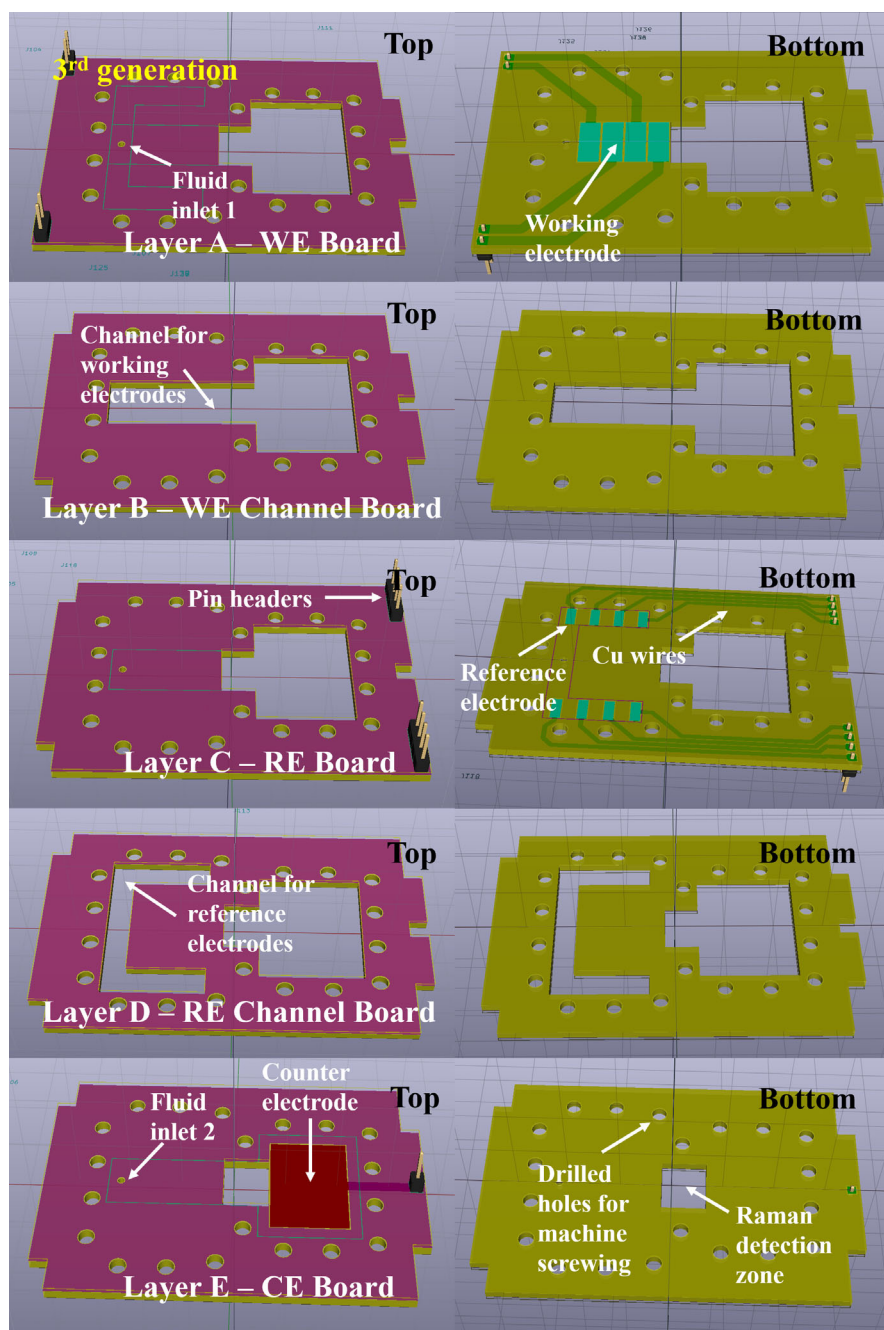 Top
3rd generation
Fluid
inlet 1
Layer A – WE Board
Bottom
Working
electrode
Top
Channel for
working
electrodes
Layer B – WE Channel Board
Bottom
Top
Pin headers
Layer C – RE Board
Bottom
Reference
electrode
Cu wires
Top
Channel for
reference
electrodes
Layer D – RE Channel Board
Bottom
Counter
electrode
Top
Fluid
inlet 2
Layer E – CE Board
Bottom
Drilled
holes for
machine
screwing
Raman
detection
zone